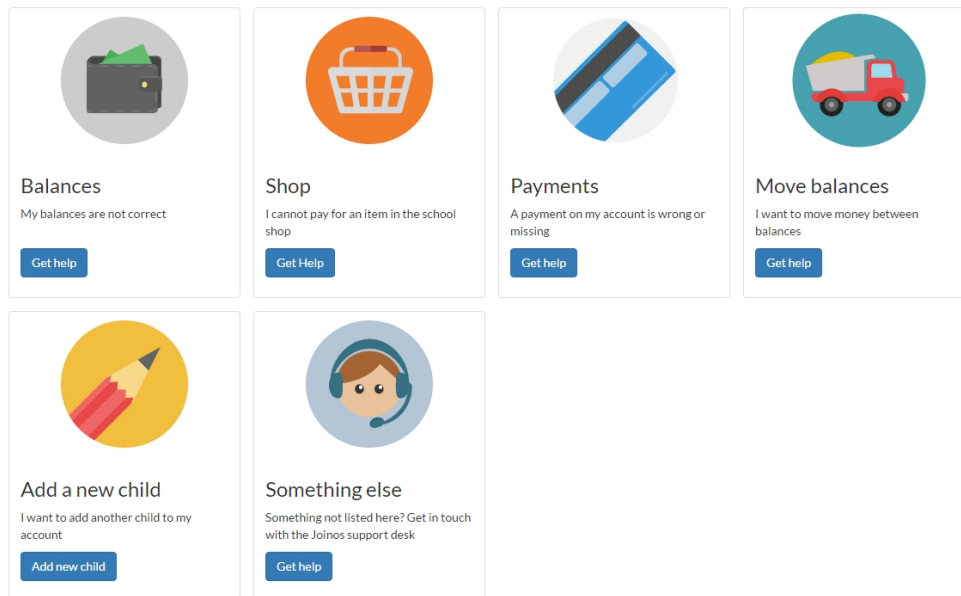 Balances
My balances are not correct
Get help
Shop
I cannot pay for an item in the school
shop
Get Help
Payments
A payment on my account is wrong or
missing
Get help
Move balances
I want to move money between
balances
Get help
Add a new child
I want to add another child to my
account
Add new child
Something else
Something not listed here? Get in touch
with the Joinos support desk
Get help